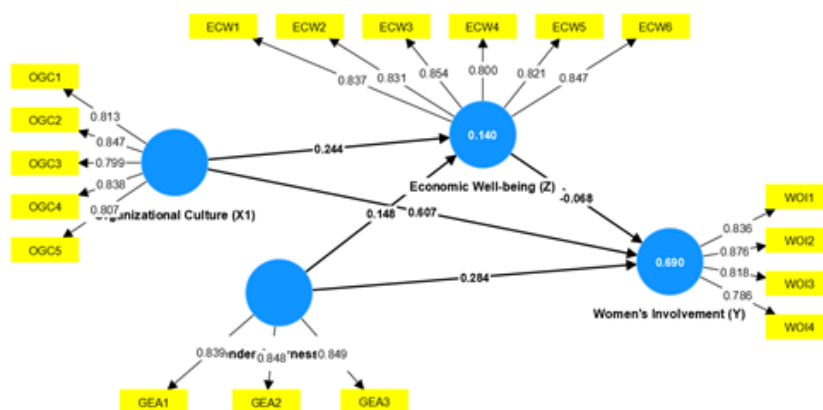 ECW1 ECW2 ECW3 ECW4 ECW5 ECW6
0.837 0.831 0.854 0.800 0.821 0.847
OGC1
OGC2
OGC3
OGC4
OGC5
0.813
0.847
0.799
0.838
0.807
Organizational Culture (X1)
0.244
0.140
Economic Well-being (Z)
0.148
0.607
-0.068
0.284
0.690
Women's Involvement (Y)
WOI1
WOI2
WOI3
WOI4
0.836
0.876
0.818
0.786
0.839 0.848 0.849
GEA1 GEA2 GEA3